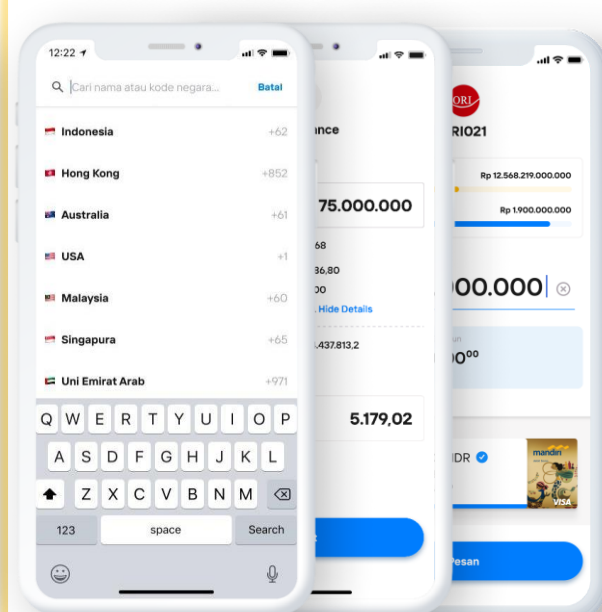 12:22
Cari nama atau kode negara...
Batal
Indonesia +62
Hong Kong +852
Australia +61
USA +1
Malaysia +60
Singapura +65
Uni Emirat Arab +971
Q W E R T Y U I O P
A S D F G H J K L
Z X C V B N M
123 space Search
nce
75.000.000
68
36,80
00
Hide Details
.437.813,2
5.179,02
ORI
RI021
Rp 12.568.219.000.000
Rp 1.900.000.000
00.000
un
0⁰⁰
IDR
mandiri
VISA
Pesan